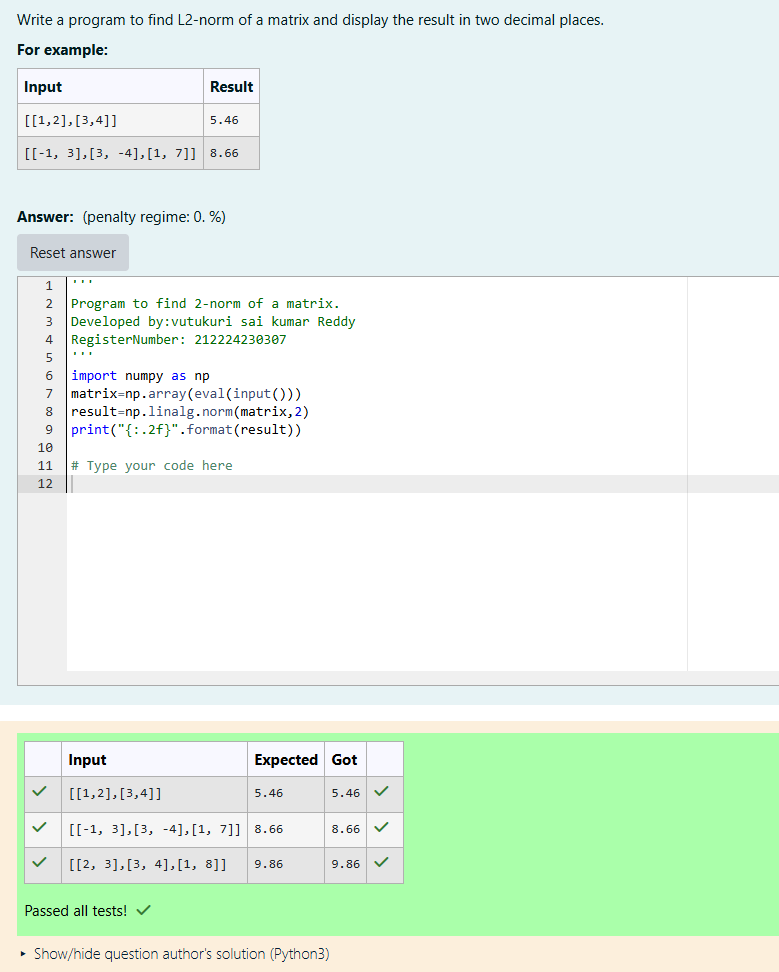 Write a program to find L2-norm of a matrix and display the result in two decimal places.
For example:
Input Result
[[1,2],[3,4]] 5.46
[[-1, 3],[3, -4],[1, 7]] 8.66
Answer: (penalty regime: 0. %)
Reset answer
1 '''
2 Program to find 2-norm of a matrix.
3 Developed by:vutukuri sai kumar Reddy
4 RegisterNumber: 212224230307
5 '''
6 import numpy as np
7 matrix=np.array(eval(input()))
8 result=np.linalg.norm(matrix,2)
9 print("{:.2f}".format(result))
10
11 # Type your code here
12
Input Expected Got
[[1,2],[3,4]] 5.46 5.46
[[-1, 3],[3, -4],[1, 7]] 8.66 8.66
[[2, 3],[3, 4],[1, 8]] 9.86 9.86
Passed all tests!
Show/hide question author's solution (Python3)